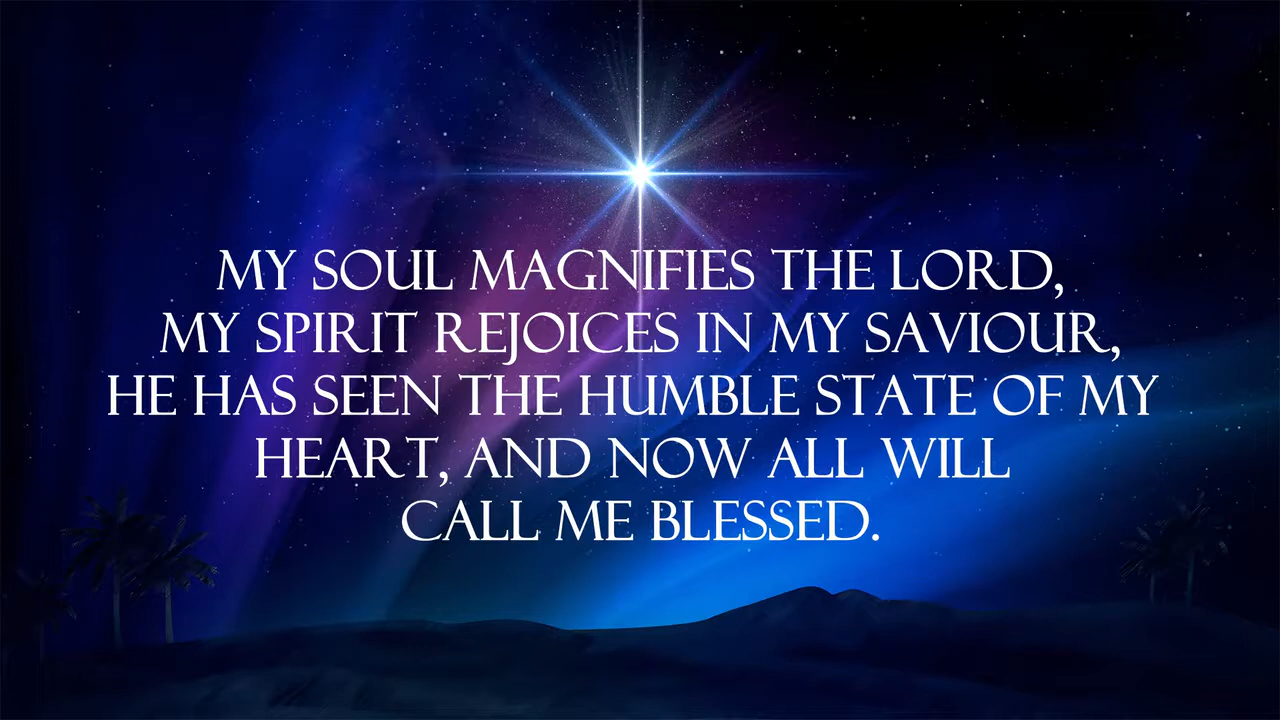 MY SOUL MAGNIFIES THE LORD,
MY SPIRIT REJOICES IN MY SAVIOUR,
HE HAS SEEN THE HUMBLE STATE OF MY
HEART, AND NOW ALL WILL
CALL ME BLESSED.